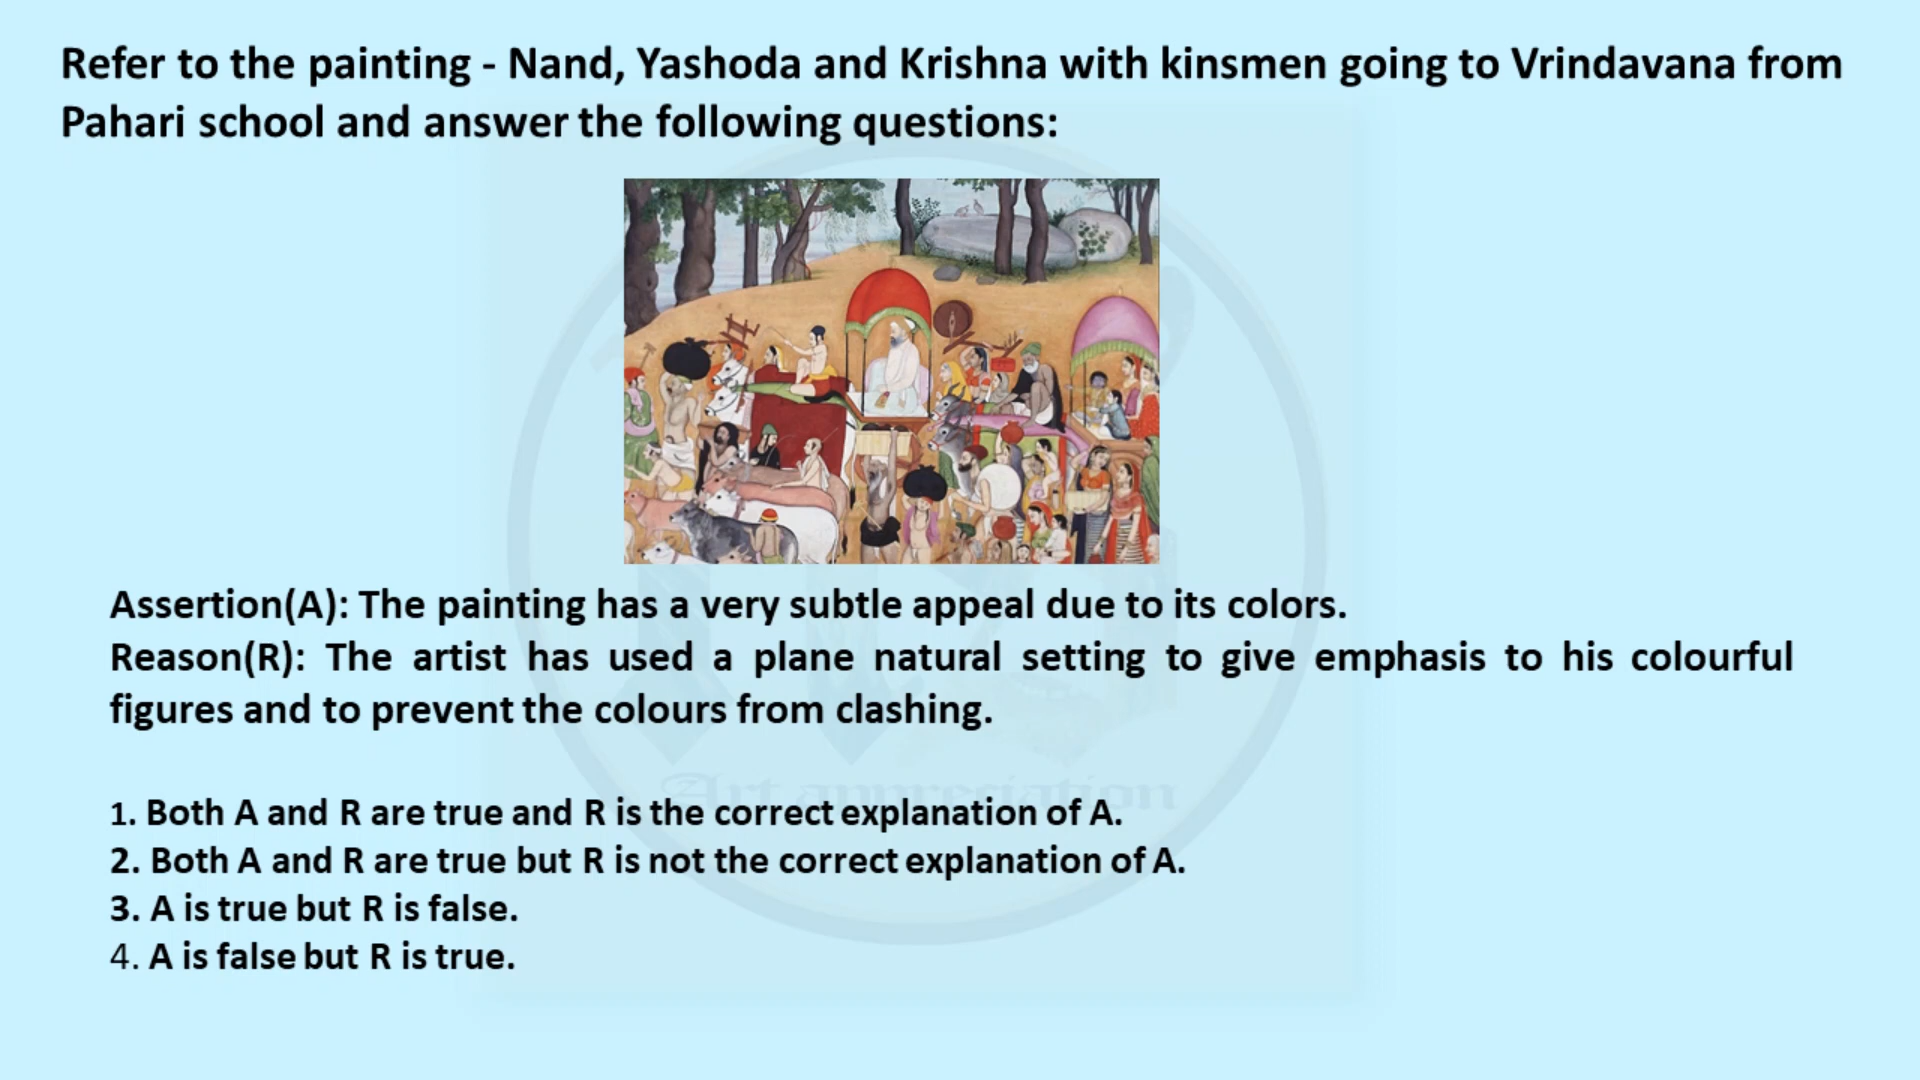 Refer to the painting - Nand, Yashoda and Krishna with kinsmen going to Vrindavana from
Pahari school and answer the following questions:
Assertion(A): The painting has a very subtle appeal due to its colors.
Reason(R): The artist has used a plane natural setting to give emphasis to his colourful
figures and to prevent the colours from clashing.
Art appreciation
1. Both A and R are true and R is the correct explanation of A.
2. Both A and R are true but R is not the correct explanation of A.
3. A is true but R is false.
4. A is false but R is true.